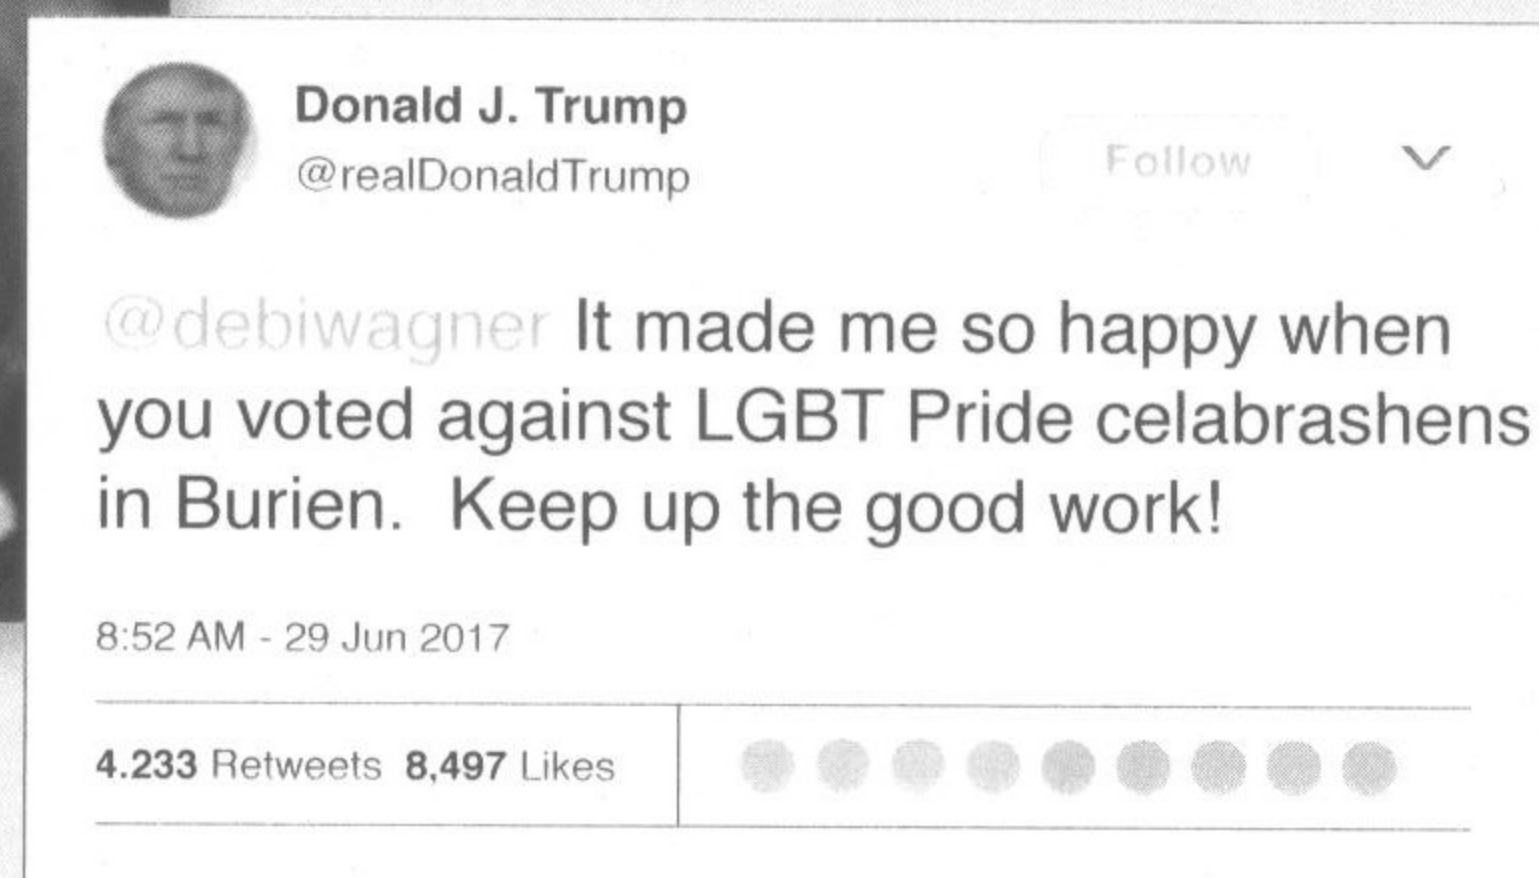 Donald J. Trump
@realDonaldTrump
Follow
@debiwagner It made me so happy when
you voted against LGBT Pride celabrashens
in Burien. Keep up the good work!
8:52 AM - 29 Jun 2017
4.233 Retweets 8,497 Likes